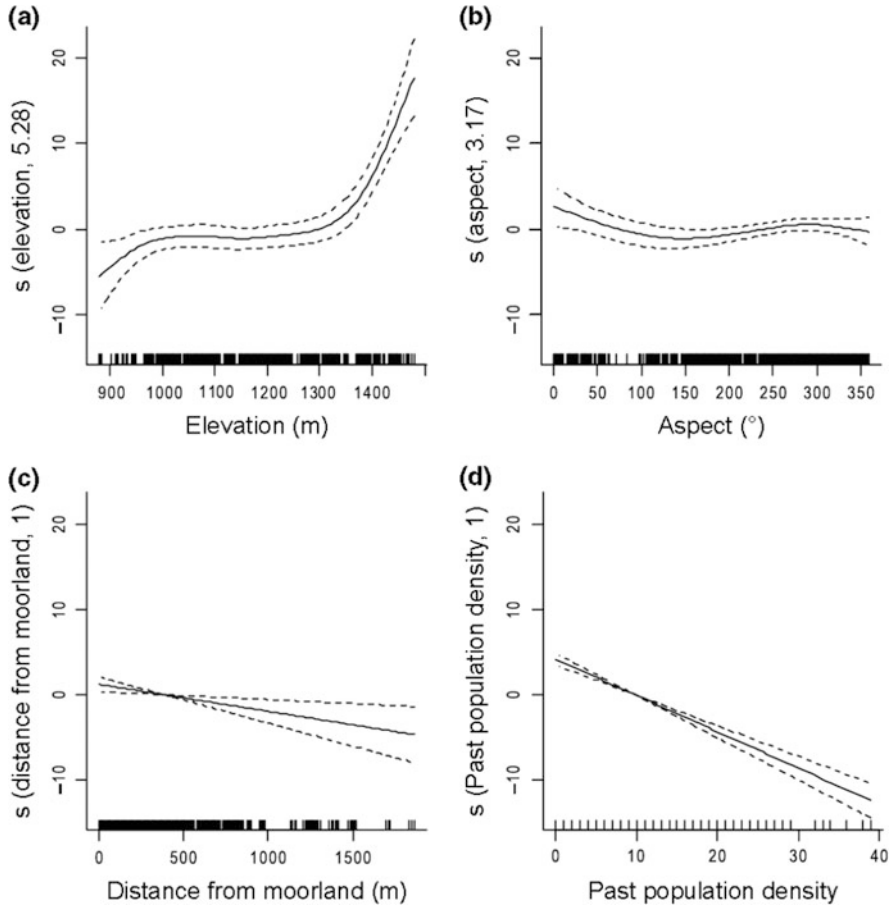 (a)
s (elevation, 5.28)
20
10
0
−10
900 1000 1100 1200 1300 1400
Elevation (m)
(b)
s (aspect, 3.17)
20
10
0
−10
0 50 100 150 200 250 300 350
Aspect (°)
(c)
s (distance from moorland, 1)
20
10
0
−10
0 500 1000 1500
Distance from moorland (m)
(d)
s (Past population density, 1)
20
10
0
−10
0 10 20 30 40
Past population density